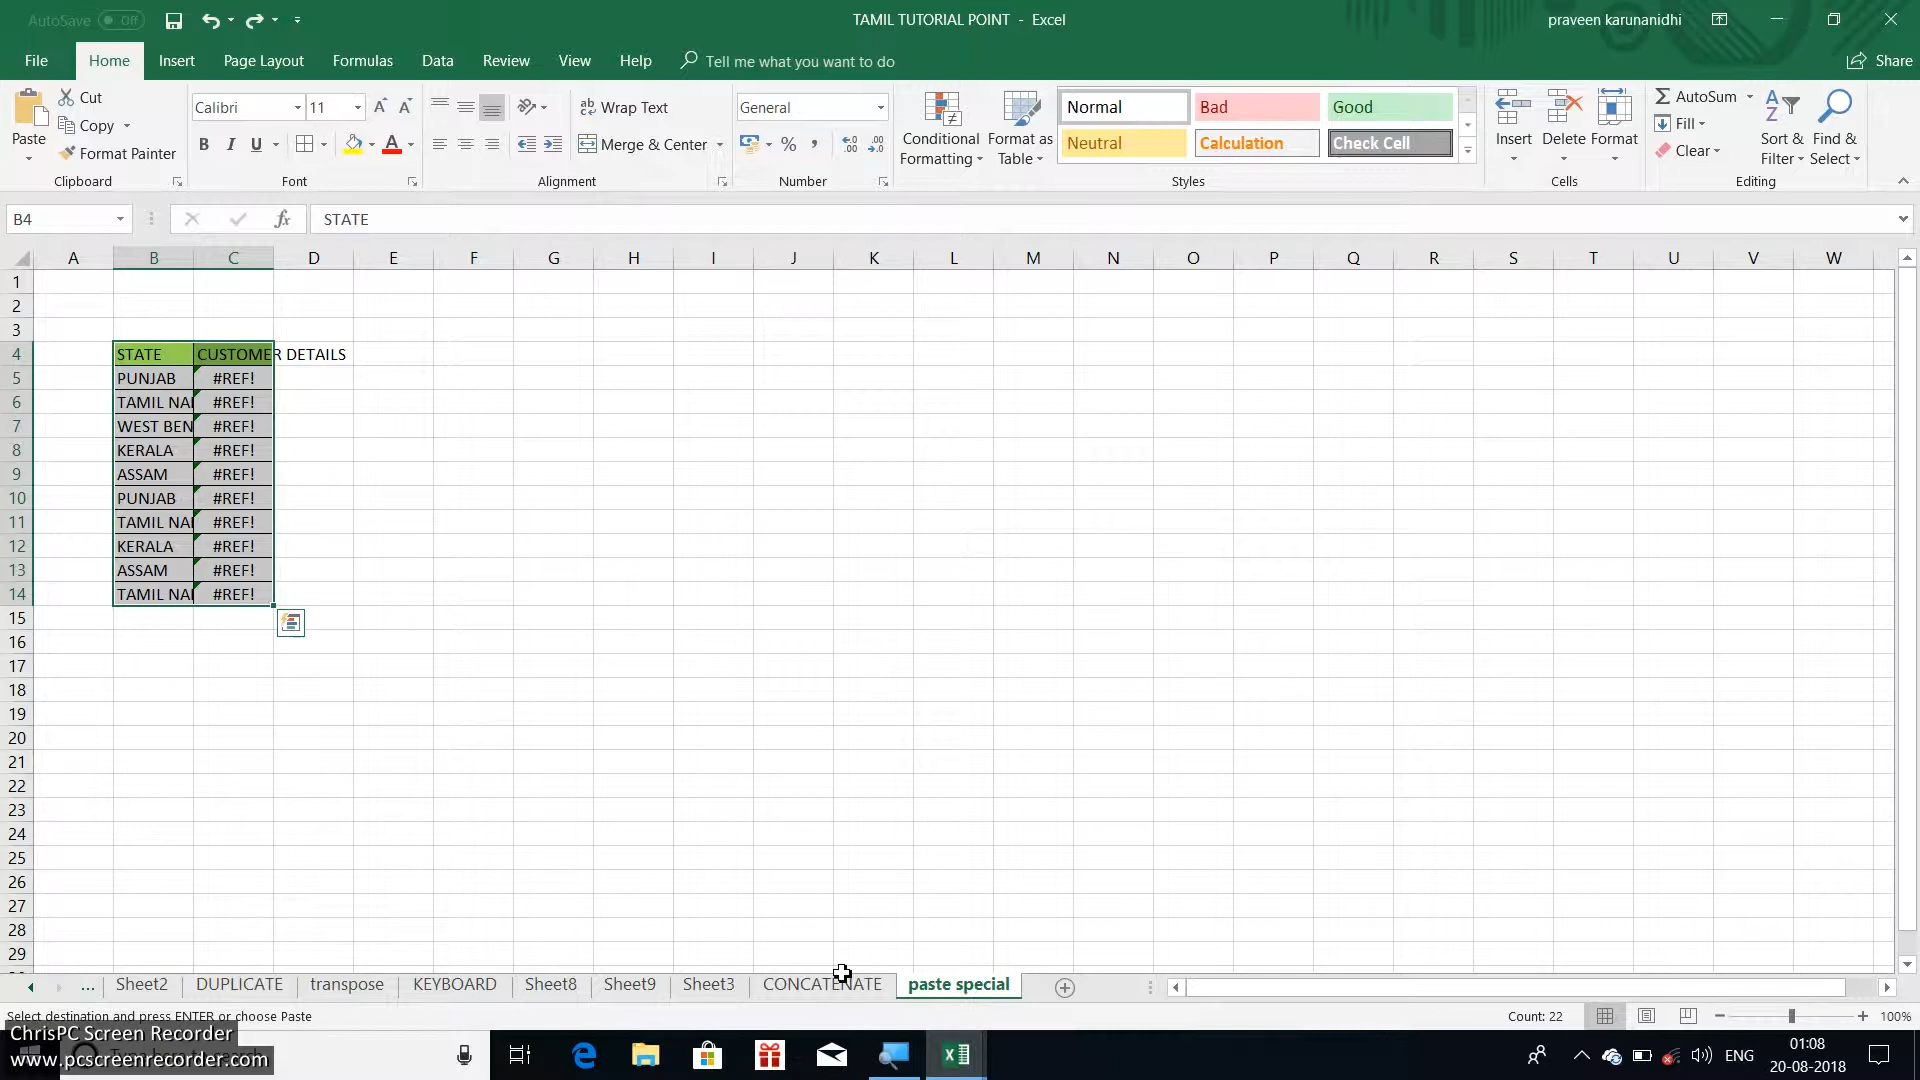 AutoSave Off
TAMIL TUTORIAL POINT - Excel
praveen karunanidhi
File Home Insert Page Layout Formulas Data Review View Help Tell me what you want to do Share
Paste
Cut
Copy
Format Painter
Clipboard
Calibri 11
B I U A
Font
Wrap Text
Merge & Center
Alignment
General
%
Number
Conditional Formatting
Format as Table
Normal Bad Good
Neutral Calculation Check Cell
Styles
Insert Delete Format
Cells
AutoSum
Fill
Clear
Sort & Filter
Find & Select
Editing
B4 fx STATE
A B C D E F G H I J K L M N O P Q R S T U V W
1
2
3
4 STATE CUSTOMER DETAILS
5 PUNJAB #REF!
6 TAMIL NAI #REF!
7 WEST BEN #REF!
8 KERALA #REF!
9 ASSAM #REF!
10 PUNJAB #REF!
11 TAMIL NAI #REF!
12 KERALA #REF!
13 ASSAM #REF!
14 TAMIL NAI #REF!
15
16
17
18
19
20
21
22
23
24
25
26
27
28
29
... Sheet2 DUPLICATE transpose KEYBOARD Sheet8 Sheet9 Sheet3 CONCATENATE paste special
Select destination and press ENTER or choose Paste Count: 22 100%
ChrisPC Screen Recorder
www.pcscreenrecorder.com
ENG
01:08
20-08-2018